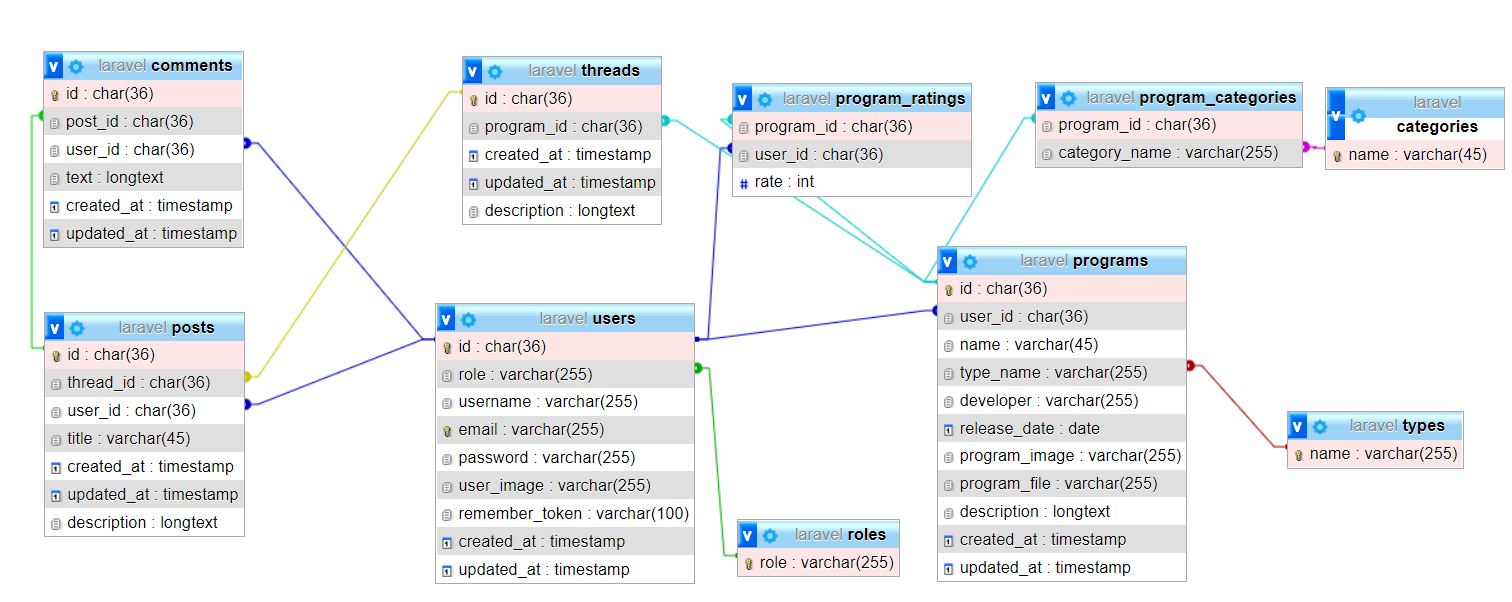 v laravel comments
id : char(36)
post_id : char(36)
user_id : char(36)
text : longtext
created_at : timestamp
updated_at : timestamp
v laravel threads
id : char(36)
program_id : char(36)
created_at : timestamp
updated_at : timestamp
description : longtext
v laravel program_ratings
program_id : char(36)
user_id : char(36)
# rate : int
v laravel program_categories
program_id : char(36)
category_name : varchar(255)
v laravel
categories
name : varchar(45)
v laravel posts
id : char(36)
thread_id : char(36)
user_id : char(36)
title : varchar(45)
created_at : timestamp
updated_at : timestamp
description : longtext
v laravel users
id : char(36)
role : varchar(255)
username : varchar(255)
email : varchar(255)
password : varchar(255)
user_image : varchar(255)
remember_token : varchar(100)
created_at : timestamp
updated_at : timestamp
v laravel roles
role : varchar(255)
v laravel programs
id : char(36)
user_id : char(36)
name : varchar(45)
type_name : varchar(255)
developer : varchar(255)
release_date : date
program_image : varchar(255)
program_file : varchar(255)
description : longtext
created_at : timestamp
updated_at : timestamp
v laravel types
name : varchar(255)